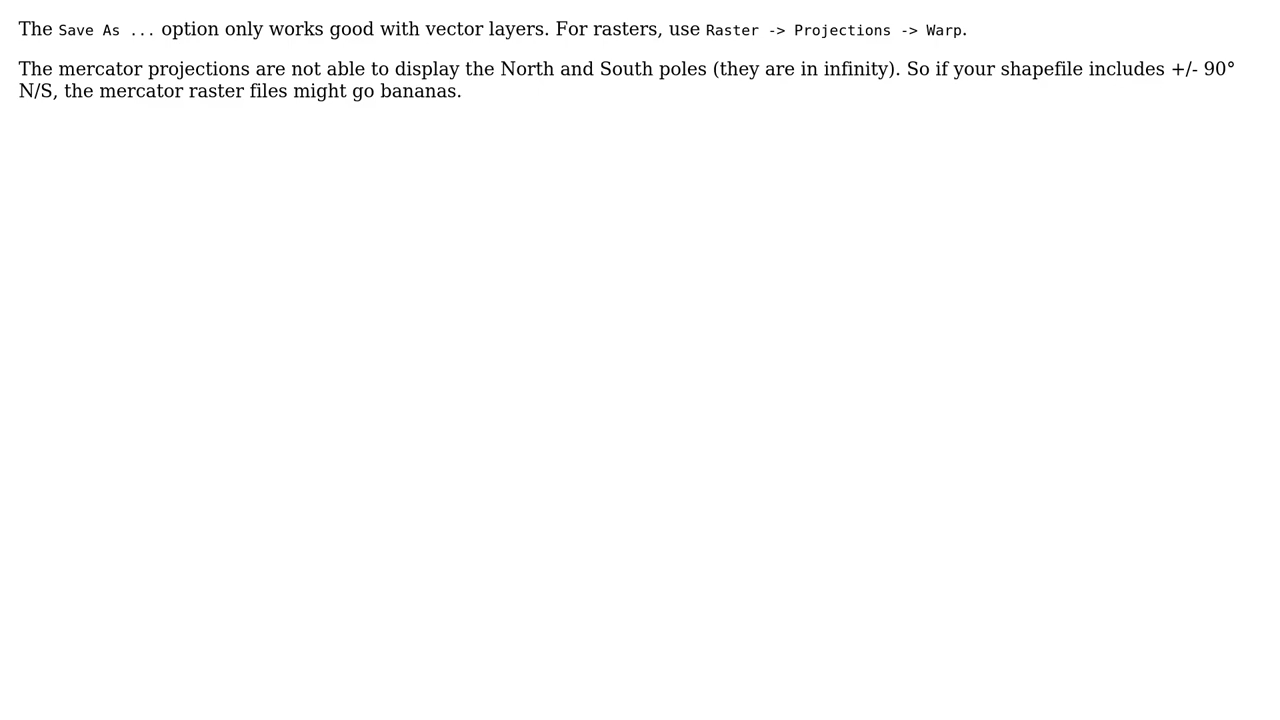 The Save As ... option only works good with vector layers. For rasters, use Raster -> Projections -> Warp.
The mercator projections are not able to display the North and South poles (they are in infinity). So if your shapefile includes +/- 90°
N/S, the mercator raster files might go bananas.